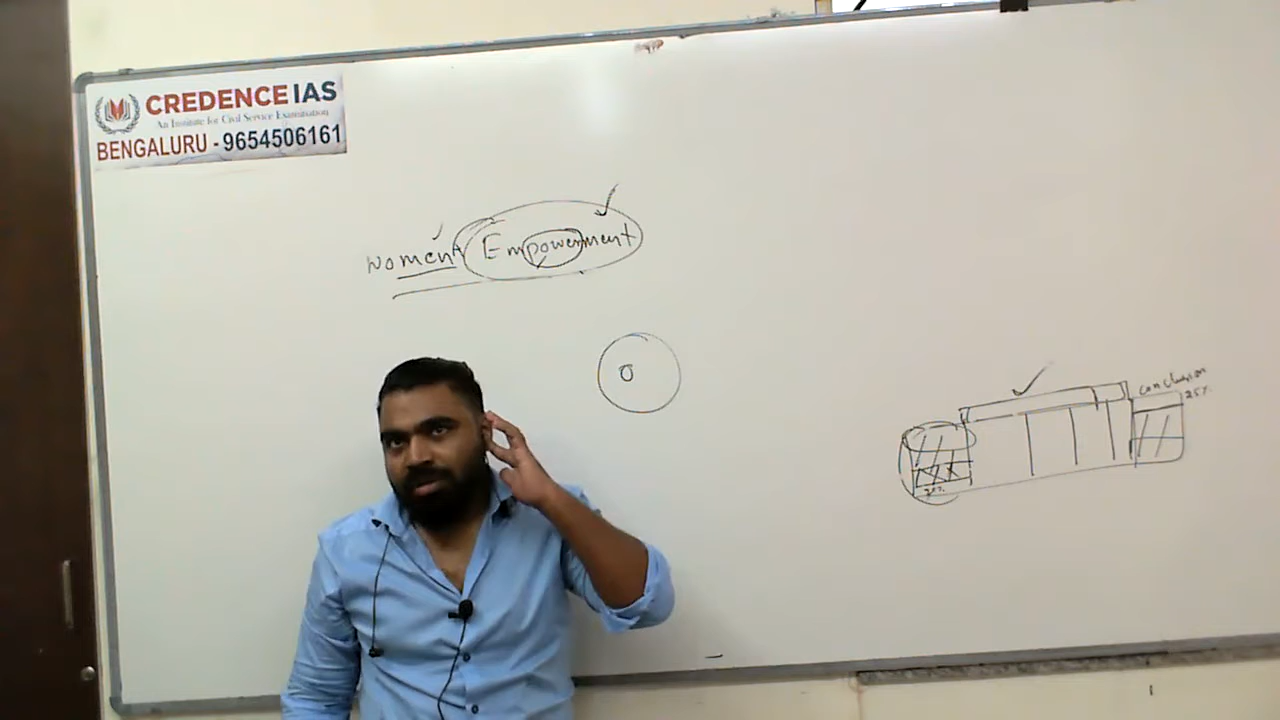 CREDENCE IAS
An Institute for Civil Service Examination
BENGALURU - 9654506161
women Empowerment
conclusion
25%